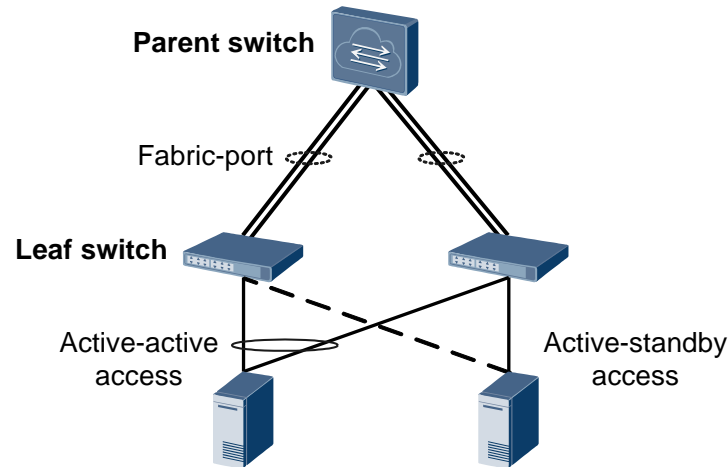 Parent switch
Fabric-port
Leaf switch
Active-active
access
Active-standby
access